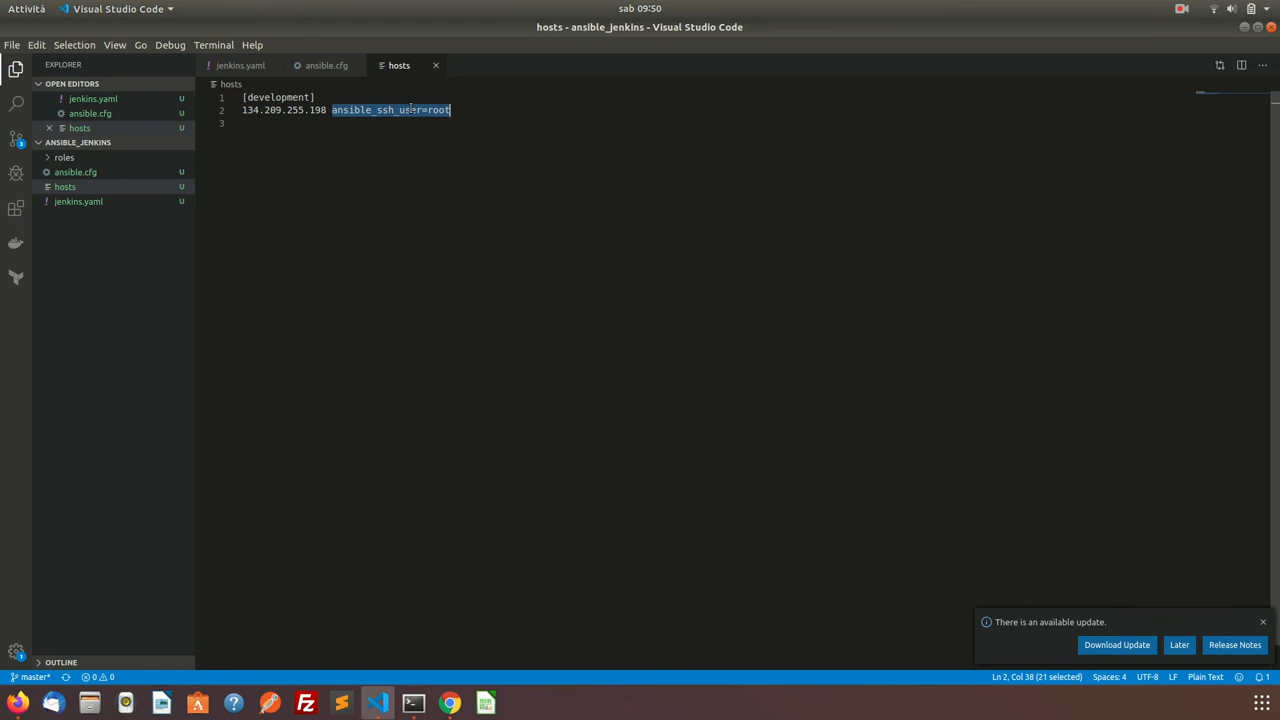 Attività
Visual Studio Code
sab 09:50
hosts - ansible_jenkins - Visual Studio Code
File Edit Selection View Go Debug Terminal Help
EXPLORER
OPEN EDITORS
jenkins.yaml U
ansible.cfg U
hosts U
ANSIBLE_JENKINS
roles
ansible.cfg U
hosts U
jenkins.yaml U
OUTLINE
jenkins.yaml
ansible.cfg
hosts
hosts
1 [development]
2 134.209.255.198 ansible_ssh_user=root
3
3
1
There is an available update.
Download Update
Later
Release Notes
master*
0 0
Ln 2, Col 38 (21 selected)
Spaces: 4
UTF-8
LF
Plain Text
1